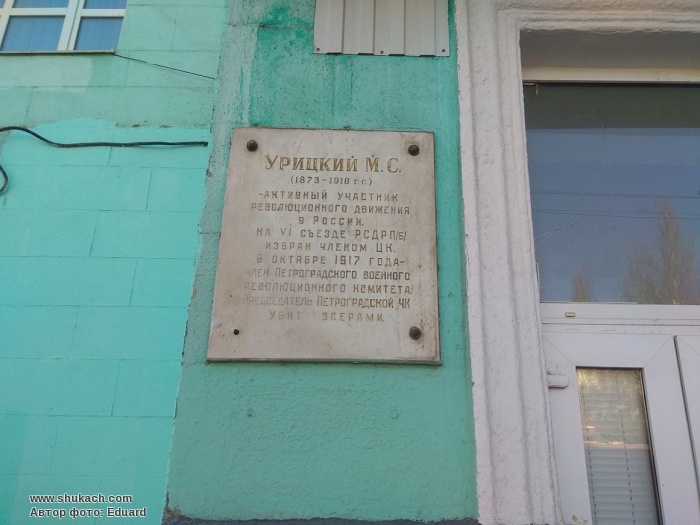 УРИЦКИЙ М.С.
(1873-1918 г.г.)
-АКТИВНЫЙ УЧАСТНИК
РЕВОЛЮЦИОННОГО ДВИЖЕНИЯ
В РОССИИ.
НА VI СЪЕЗДЕ РСДРП/б/
ИЗБРАН ЧЛЕНОМ ЦК.
В ОКТЯБРЕ 1917 ГОДА-
ЧЛЕН ПЕТРОГРАДСКОГО ВОЕННОГО
РЕВОЛЮЦИОННОГО КОМИТЕТА,
ПРЕДСЕДАТЕЛЬ ПЕТРОГРАДСКОЙ ЧК
УБИТ ЭСЕРАМИ.
www.shukach.com
Автор фото: Eduard